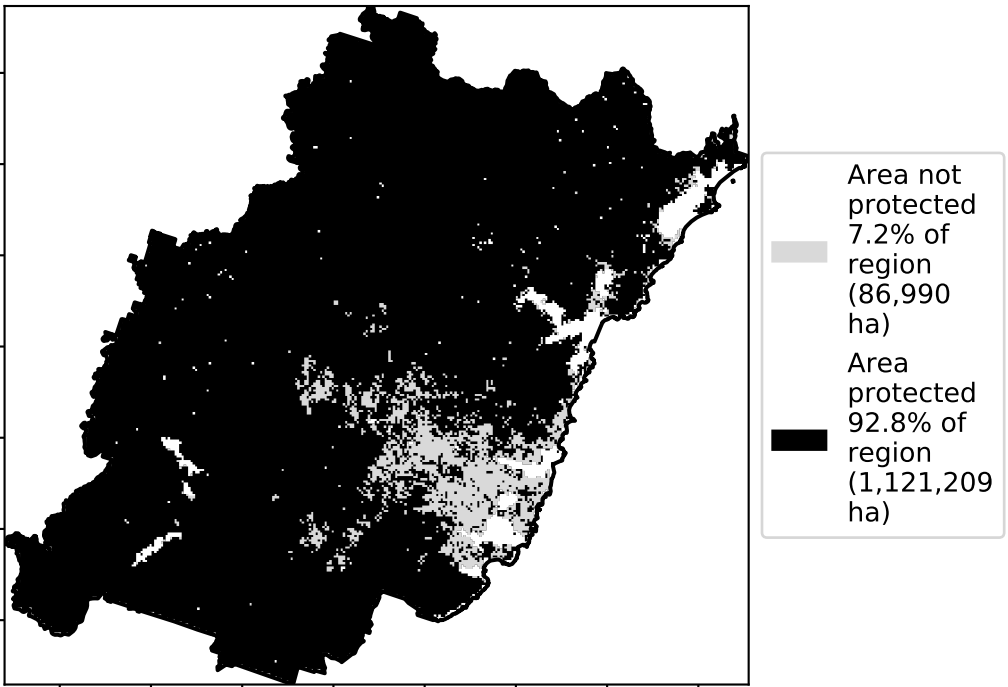 Area not
protected
7.2% of
region
(86,990
ha)
Area
protected
92.8% of
region
(1,121,209
ha)